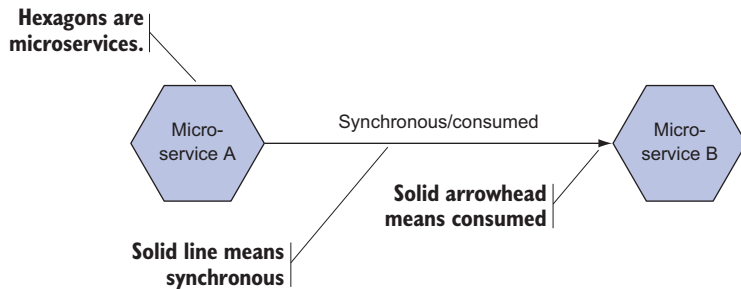 Hexagons are
microservices.
Micro-
service A
Synchronous/consumed
Micro-
service B
Solid arrowhead
means consumed
Solid line means
synchronous